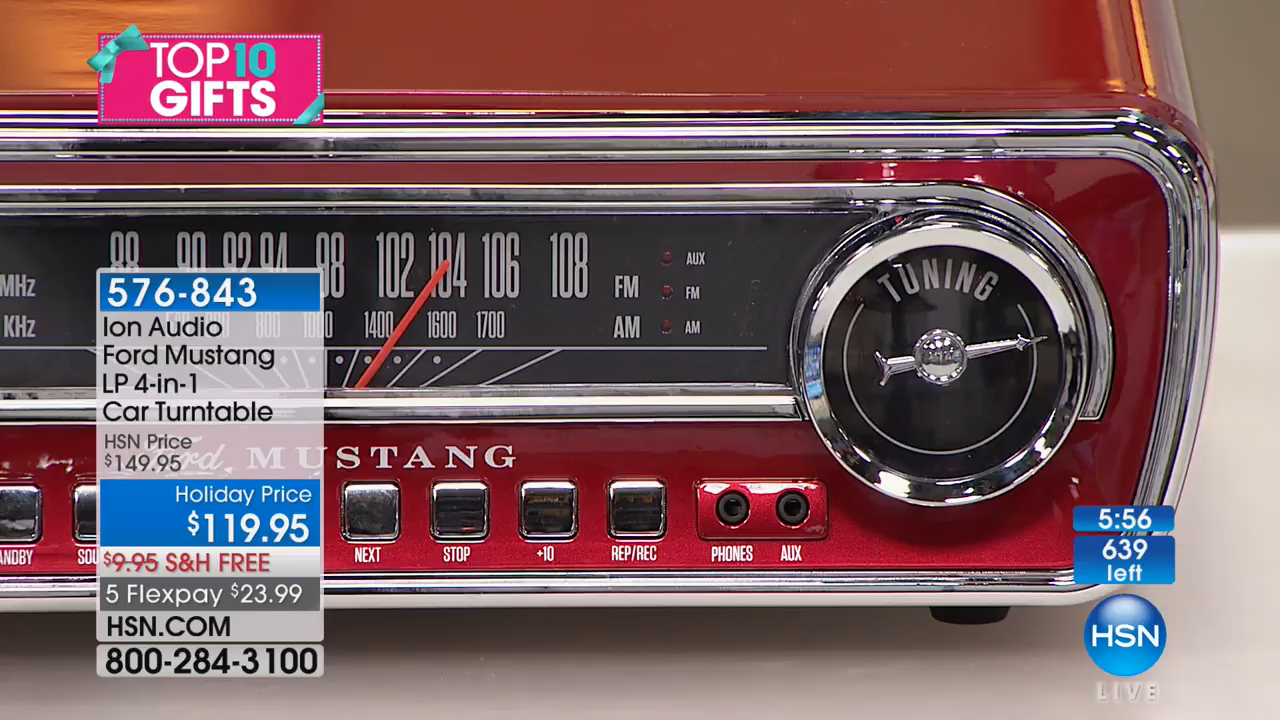 TOP10
GIFTS
88 90 92 94 98 102 104 106 108
MHz
FM
AUX
FM
AM
KHz
800 1000 1400 1600 1700
AM
TUNING
576-843
Ion Audio
Ford Mustang
LP 4-in-1
Car Turntable
HSN Price
$149.95
Holiday Price
$119.95
$9.95 S&H FREE
5 Flexpay $23.99
HSN.COM
800-284-3100
Ford MUSTANG
NEXT STOP +10 REP/REC PHONES AUX
5:56
639
left
HSN
LIVE